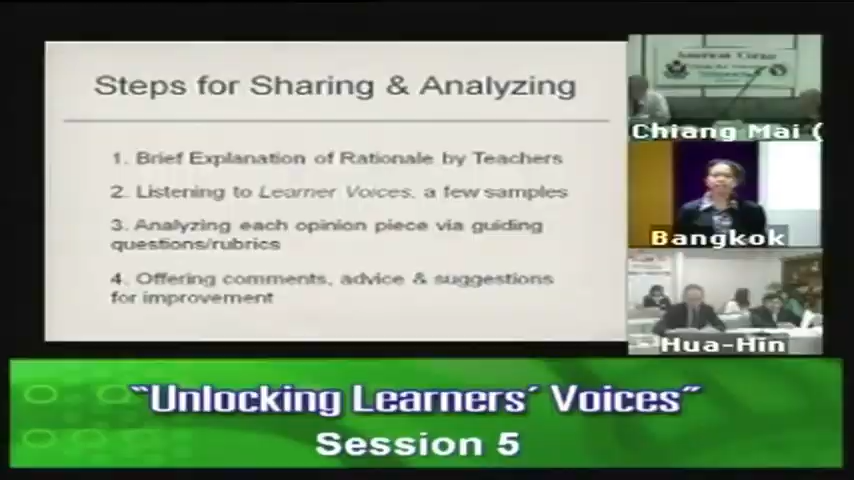 Steps for Sharing & Analyzing
1. Brief Explanation of Rationale by Teachers
2. Listening to Learner Voices, a few samples
3. Analyzing each opinion piece via guiding
questions/rubrics
4. Offering comments, advice & suggestions
for improvement
American Corner
Chiang Mai (
Bangkok
Hua-Hin
“Unlocking Learners´ Voices”
Session 5